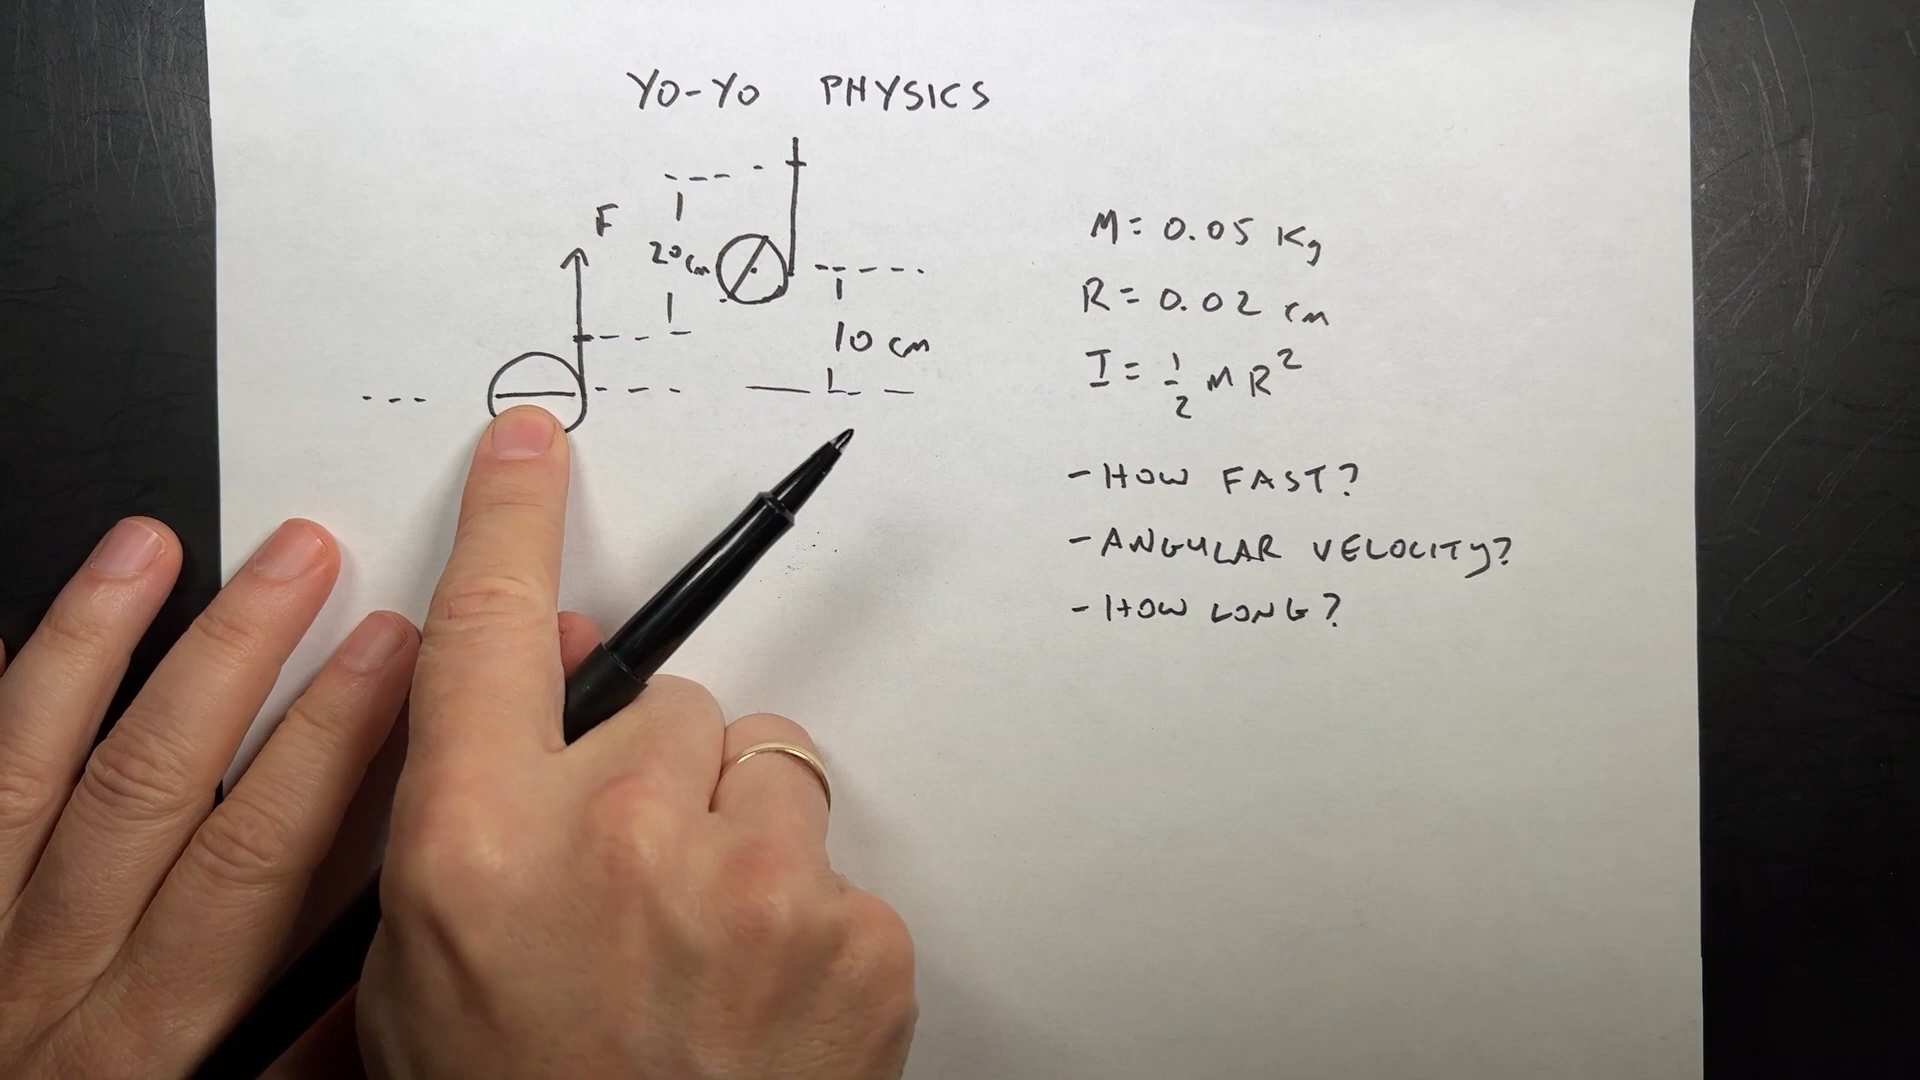 YO-YO PHYSICS
F
20 cm
10 cm
M = 0.05 Kg
R = 0.02 cm
I = 1/2 M R²
- HOW FAST?
- ANGULAR VELOCITY?
- HOW LONG?